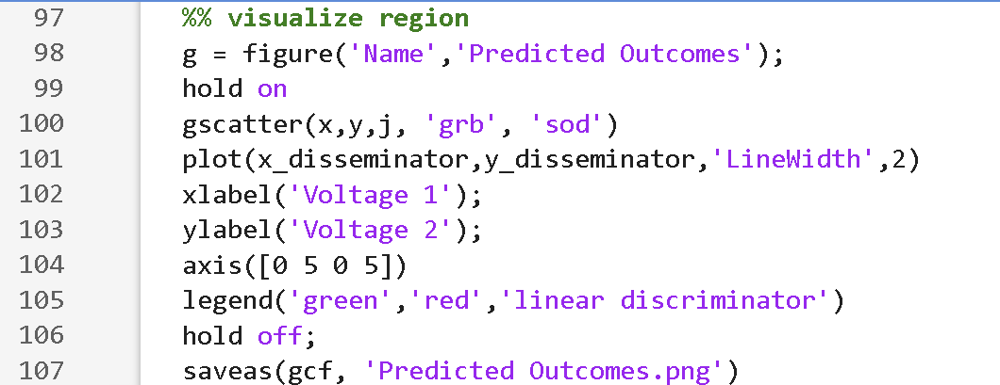 97 %% visualize region
98 g = figure('Name','Predicted Outcomes');
99 hold on
100 gscatter(x,y,j, 'grb', 'sod')
101 plot(x_disseminator,y_disseminator,'LineWidth',2)
102 xlabel('Voltage 1');
103 ylabel('Voltage 2');
104 axis([0 5 0 5])
105 legend('green','red','linear discriminator')
106 hold off;
107 saveas(gcf, 'Predicted Outcomes.png')